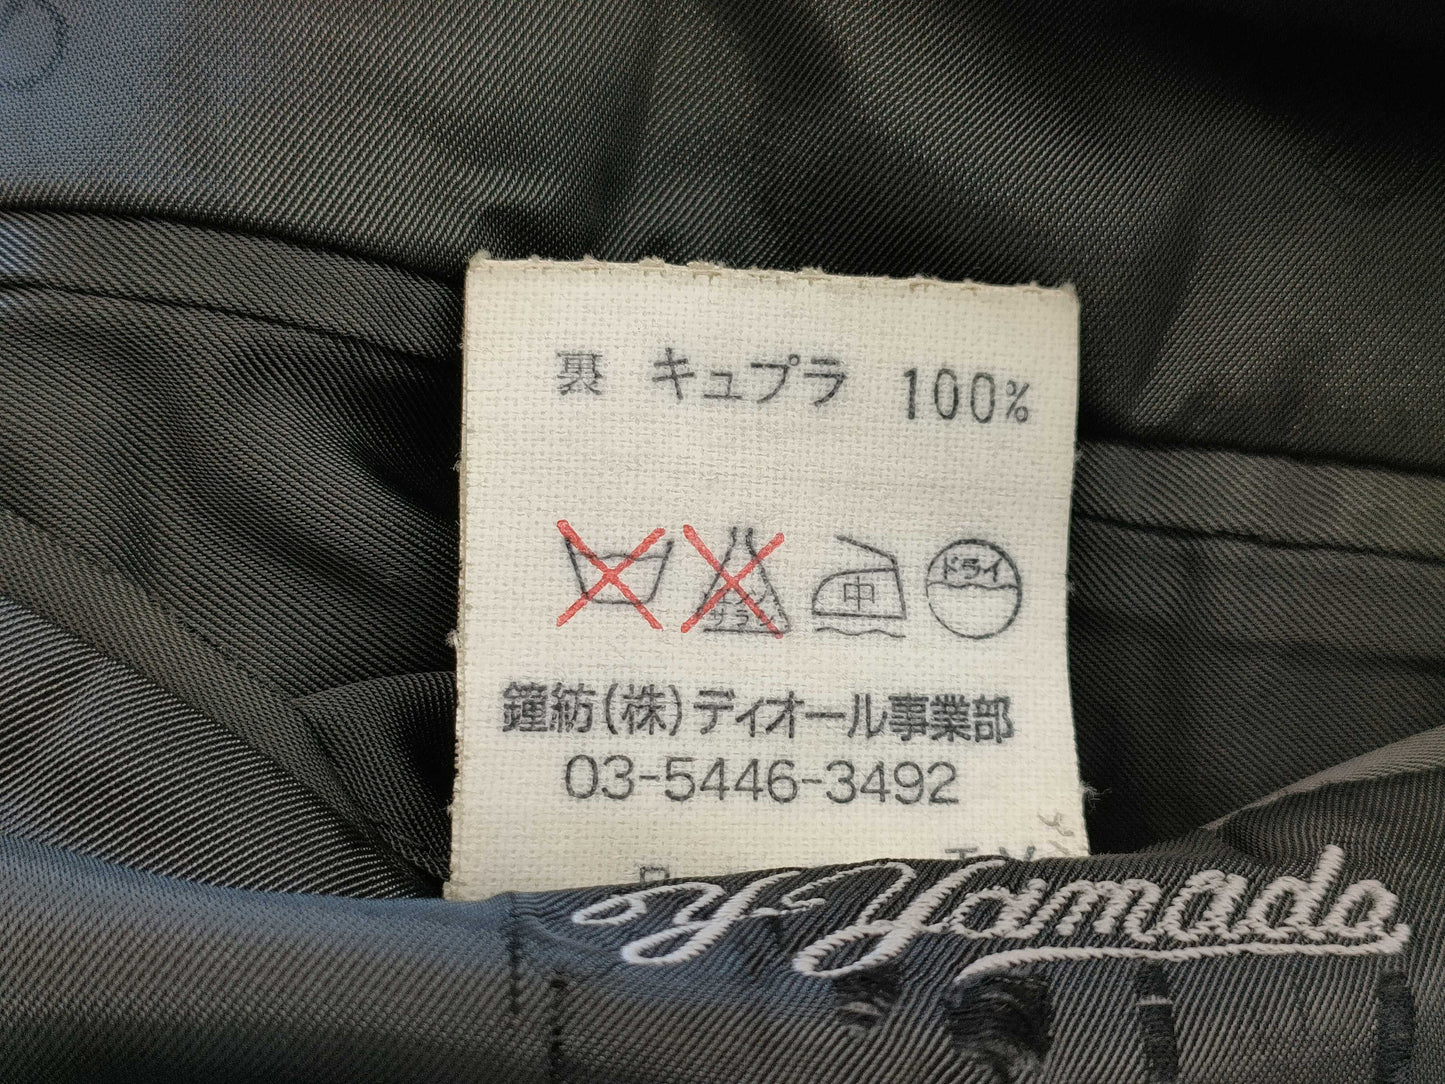 裏 キュプラ 100%
中 ドライ
鐘紡(株)ディオール事業部
03-5446-3492
by Yamada